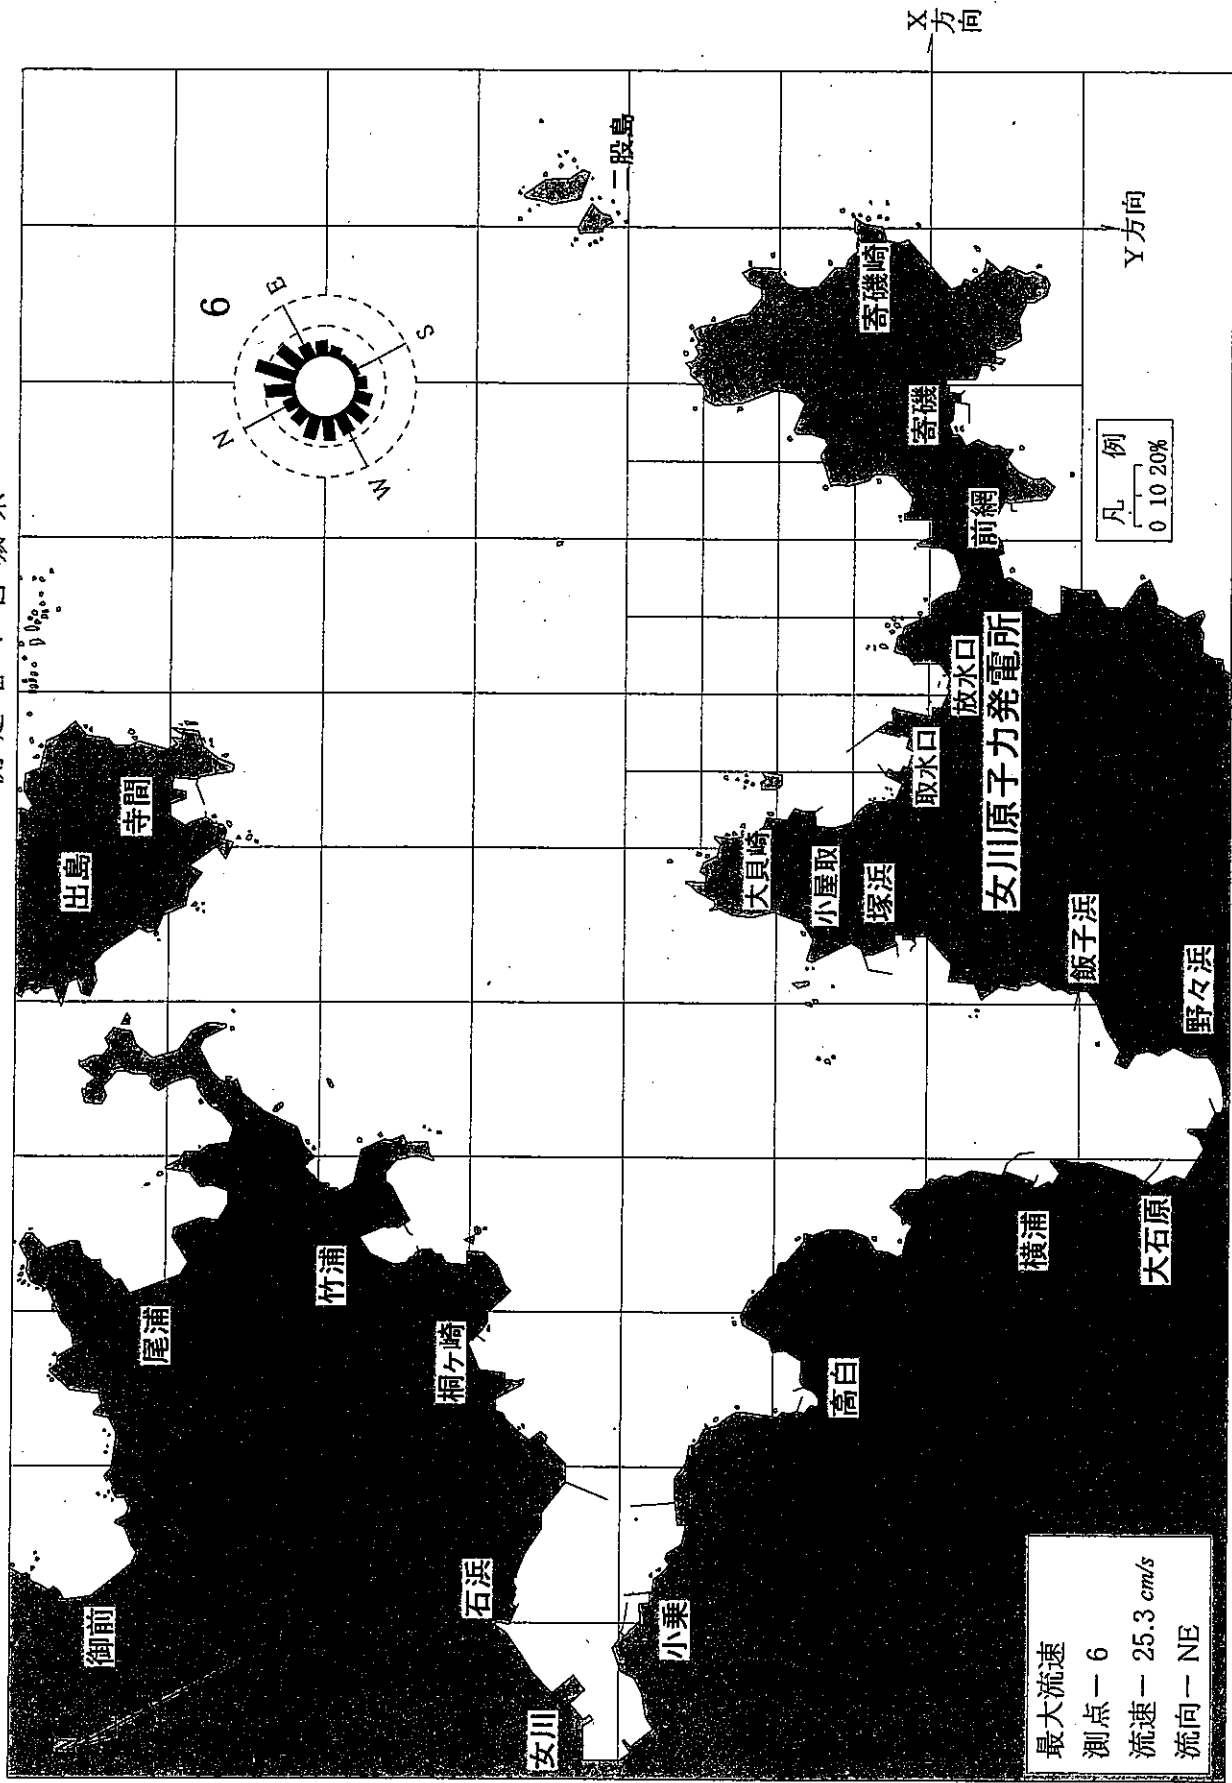 出島
寺間
御前
尾浦
竹浦
桐ヶ崎
石浜
女川
小乗
高白
横浦
大石原
野々浜
飯子浜
塚浜
小屋取
大貝崎
取水口
放水口
女川原子力発電所
前網
寄磯
寄磯崎
二股島
6
N
E
S
W
X方向
Y方向
凡 例
0 10 20%
最大流速
測点－6
流速－25.3 cm/s
流向－NE